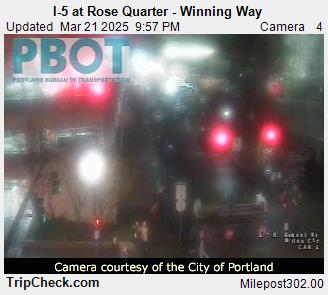 I-5 at Rose Quarter - Winning Way
Updated Mar 21 2025 9:57 PM Camera 4
PBOT
PORTLAND BUREAU OF TRANSPORTATION
Camera courtesy of the City of Portland
TripCheck.com Milepost302.00